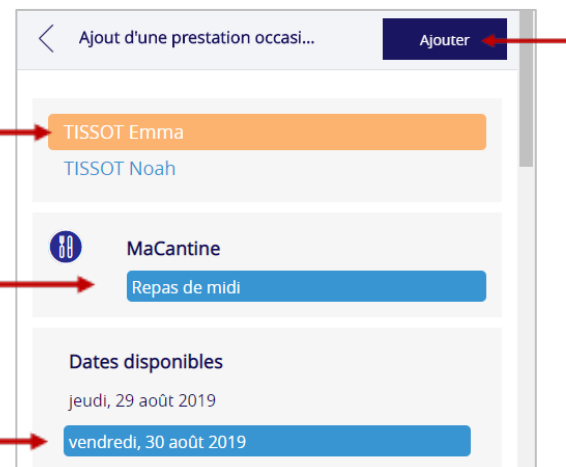 Ajout d'une prestation occasi...
Ajouter
TISSOT Emma
TISSOT Noah
MaCantine
Repas de midi
Dates disponibles
jeudi, 29 août 2019
vendredi, 30 août 2019